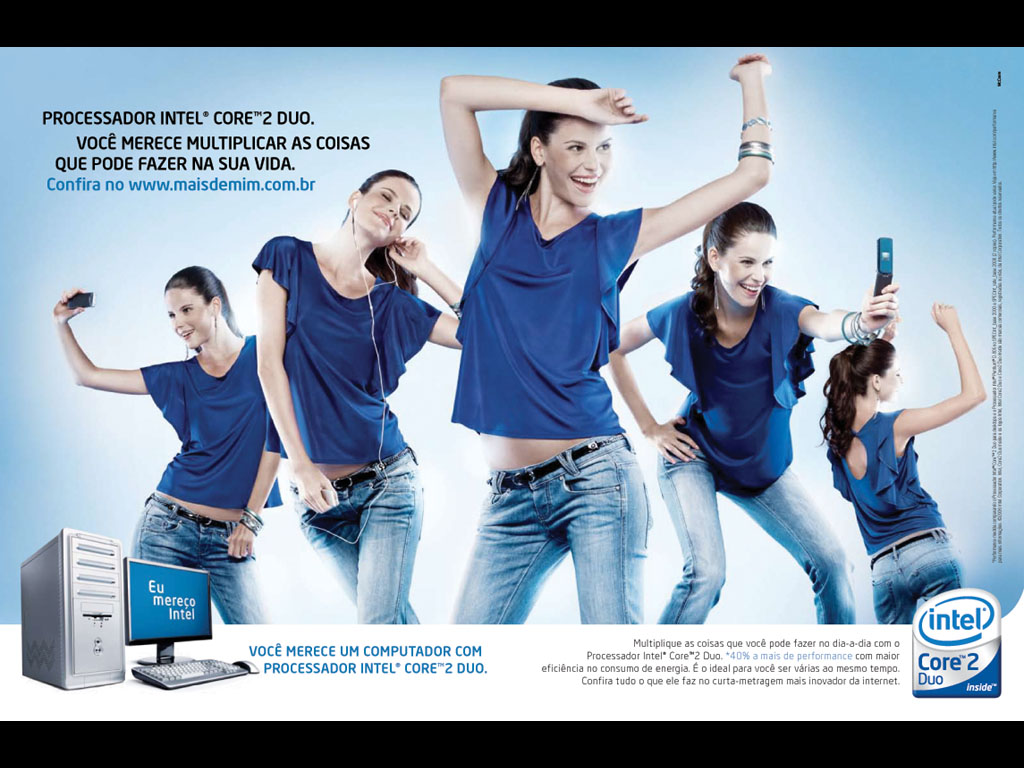 PROCESSADOR INTEL® CORE™2 DUO.
VOCÊ MERECE MULTIPLICAR AS COISAS
QUE PODE FAZER NA SUA VIDA.
Confira no www.maisdemim.com.br
Eu
mereço
Intel
VOCÊ MERECE UM COMPUTADOR COM
PROCESSADOR INTEL® CORE™2 DUO.
Multiplique as coisas que você pode fazer no dia-a-dia com o
Processador Intel® Core™2 Duo. *40% a mais de performance com maior
eficiência no consumo de energia. É o ideal para você ser várias ao mesmo tempo.
Confira tudo o que ele faz no curta-metragem mais inovador da internet.
intel®
Core™2
Duo
inside™